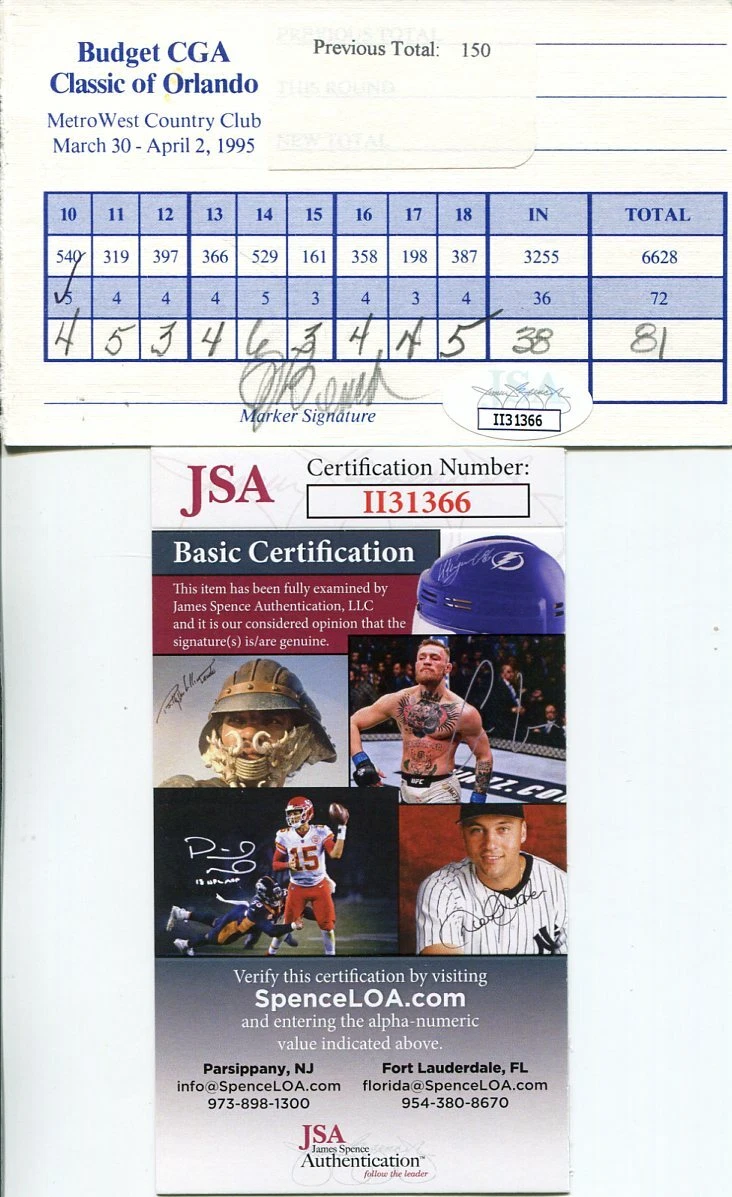 PREVIOUS TOTAL
Previous Total: 150
THIS ROUND
NEW TOTAL
Budget CGA
Classic of Orlando
MetroWest Country Club
March 30 - April 2, 1995
10 11 12 13 14 15 16 17 18 IN TOTAL
540 319 397 366 529 161 358 198 387 3255 6628
5 4 4 4 5 3 4 3 4 36 72
4 5 3 4 6 3 4 4 5 38 81
Marker Signature
JSA
II31366
JSA
Certification Number:
II31366
Basic Certification
This item has been fully examined by
James Spence Authentication, LLC
and it is our considered opinion that the
signature(s) is/are genuine.
UFC
15
NY
Verify this certification by visiting
SpenceLOA.com
and entering the alpha-numeric
value indicated above.
Parsippany, NJ
info@SpenceLOA.com
973-898-1300
Fort Lauderdale, FL
florida@SpenceLOA.com
954-380-8670
JSA
James Spence
Authentication™
follow the leader